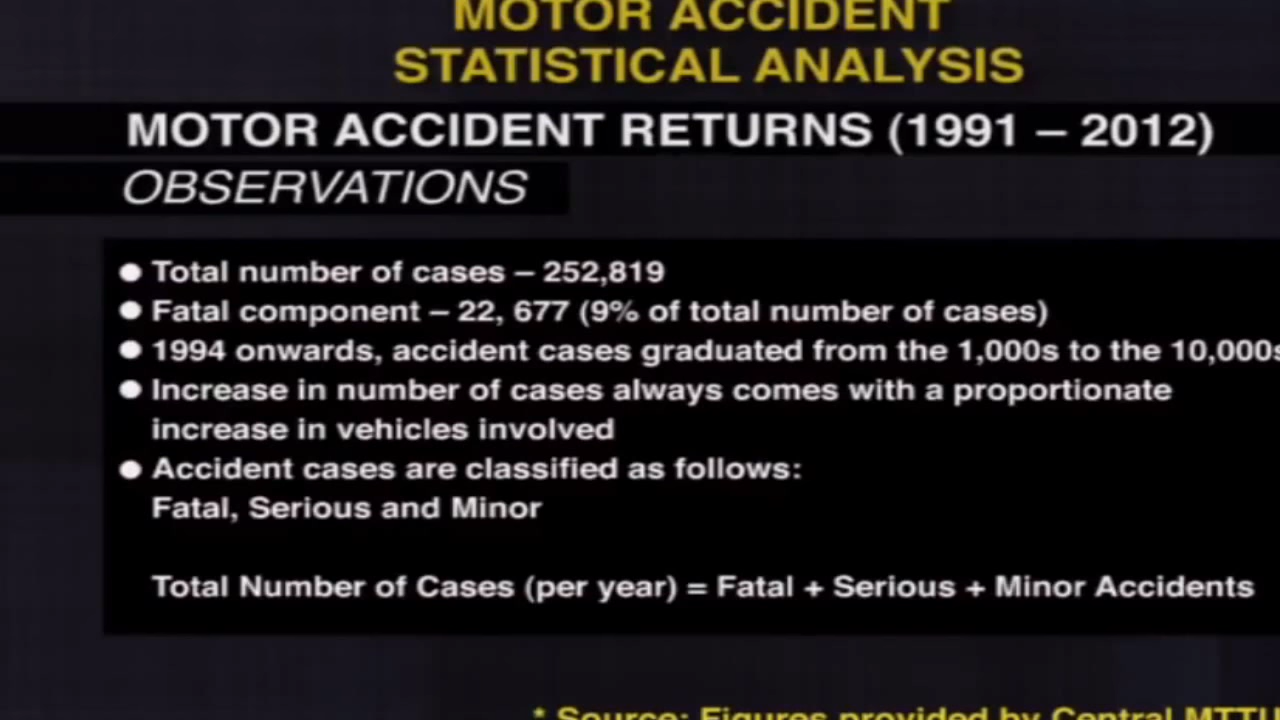 MOTOR ACCIDENT
STATISTICAL ANALYSIS
MOTOR ACCIDENT RETURNS (1991 – 2012)
OBSERVATIONS
● Total number of cases – 252,819
● Fatal component – 22, 677 (9% of total number of cases)
● 1994 onwards, accident cases graduated from the 1,000s to the 10,000s
● Increase in number of cases always comes with a proportionate
increase in vehicles involved
● Accident cases are classified as follows:
Fatal, Serious and Minor
Total Number of Cases (per year) = Fatal + Serious + Minor Accidents
* Source: Figures provided by Central MTTU